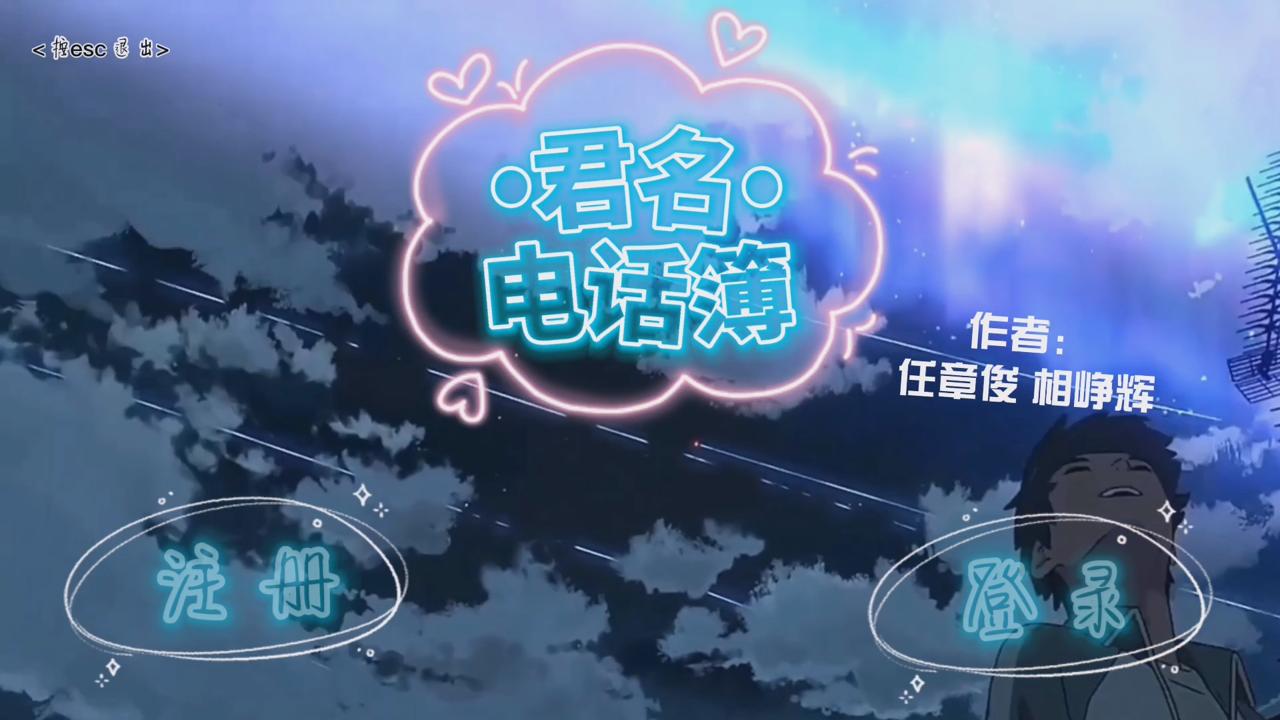 <按esc退出>
·君名·
电话簿
作者：
任章俊 相峥辉
注册
登录